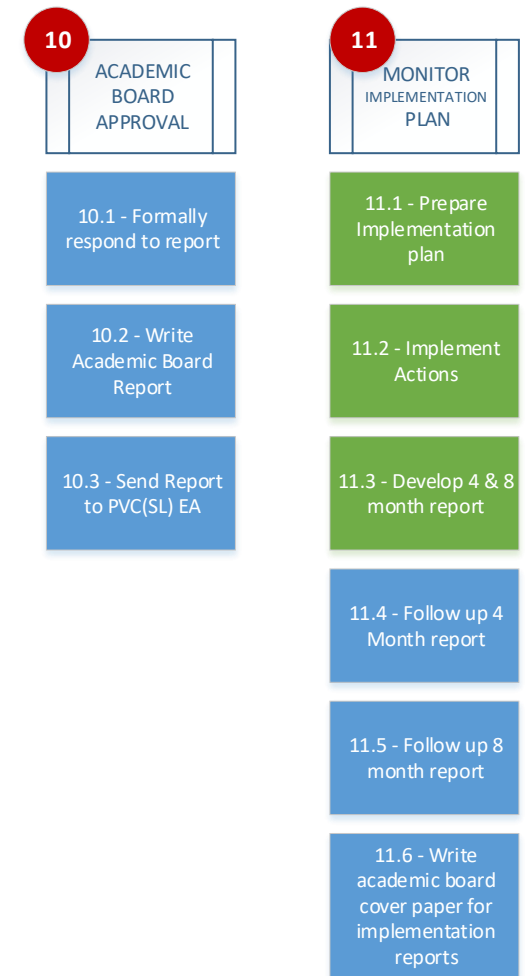 10
ACADEMIC
BOARD
APPROVAL
10.1 - Formally
respond to report
10.2 - Write
Academic Board
Report
10.3 - Send Report
to PVC(SL) EA
11
MONITOR
IMPLEMENTATION
PLAN
11.1 - Prepare
Implementation
plan
11.2 - Implement
Actions
11.3 - Develop 4 & 8
month report
11.4 - Follow up 4
Month report
11.5 - Follow up 8
month report
11.6 - Write
academic board
cover paper for
implementation
reports